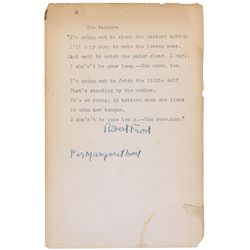 The Pasture
"I'm going out to clean the pasture spring.
I'll only stop to rake the leaves away.
(And wait to watch the water clear, I may).
I shan't be gone long.--You come, too.
I'm going out to fetch the little calf
That's standing by the mother.
It's so young; it totters when she licks
it with her tongue.
I shan't be gone long.--You come, too."
Robert Frost
For Margaret